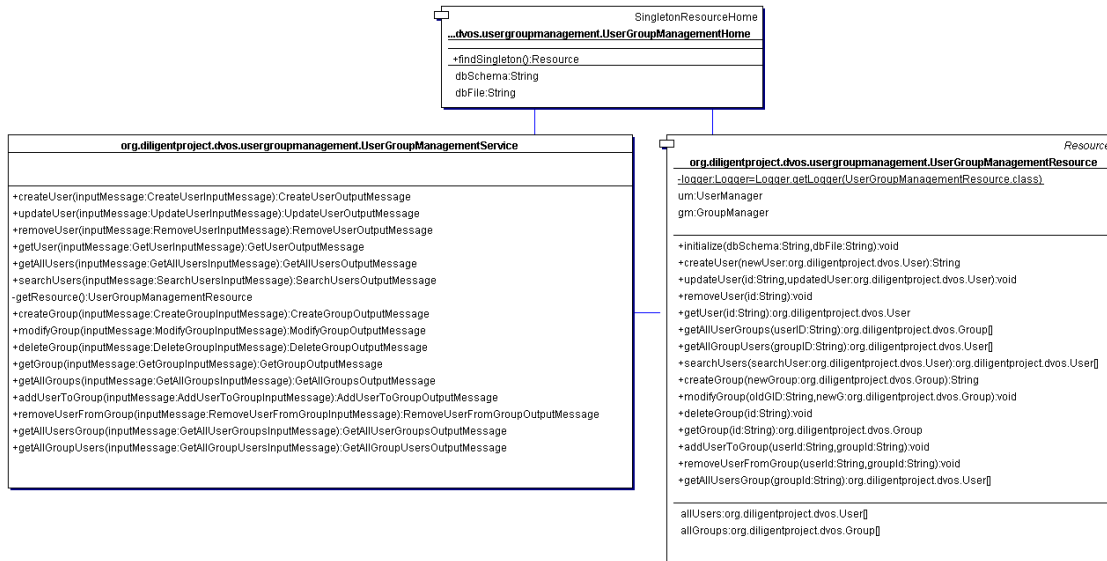 SingletonResourceHome
...dvos.usergroupmanagement.UserGroupManagementHome
+findSingleton():Resource
dbSchema:String
dbFile:String
org.diligentproject.dvos.usergroupmanagement.UserGroupManagementService
+createUser(inputMessage:CreateUserInputMessage):CreateUserOutputMessage
+updateUser(inputMessage:UpdateUserInputMessage):UpdateUserOutputMessage
+removeUser(inputMessage:RemoveUserInputMessage):RemoveUserOutputMessage
+getUser(inputMessage:GetUserInputMessage):GetUserOutputMessage
+getAllUsers(inputMessage:GetAllUsersInputMessage):GetAllUsersOutputMessage
+searchUsers(inputMessage:SearchUsersInputMessage):SearchUsersOutputMessage
-getResource():UserGroupManagementResource
+createGroup(inputMessage:CreateGroupInputMessage):CreateGroupOutputMessage
+modifyGroup(inputMessage:ModifyGroupInputMessage):ModifyGroupOutputMessage
+deleteGroup(inputMessage:DeleteGroupInputMessage):DeleteGroupOutputMessage
+getGroup(inputMessage:GetGroupInputMessage):GetGroupOutputMessage
+getAllGroups(inputMessage:GetAllGroupsInputMessage):GetAllGroupsOutputMessage
+addUserToGroup(inputMessage:AddUserToGroupInputMessage):AddUserToGroupOutputMessage
+removeUserFromGroup(inputMessage:RemoveUserFromGroupInputMessage):RemoveUserFromGroupOutputMessage
+getAllUsersGroup(inputMessage:GetAllUserGroupsInputMessage):GetAllUserGroupsOutputMessage
+getAllGroupUsers(inputMessage:GetAllGroupUsersInputMessage):GetAllGroupUsersOutputMessage
Resource
org.diligentproject.dvos.usergroupmanagement.UserGroupManagementResource
-logger:Logger=Logger.getLogger(UserGroupManagementResource.class)
um:UserManager
gm:GroupManager
+initialize(dbSchema:String,dbFile:String):void
+createUser(newUser:org.diligentproject.dvos.User):String
+updateUser(id:String,updatedUser:org.diligentproject.dvos.User):void
+removeUser(id:String):void
+getUser(id:String):org.diligentproject.dvos.User
+getAllUserGroups(userID:String):org.diligentproject.dvos.Group[]
+getAllGroupUsers(groupID:String):org.diligentproject.dvos.User[]
+searchUsers(searchUser:org.diligentproject.dvos.User):org.diligentproject.dvos.User[]
+createGroup(newGroup:org.diligentproject.dvos.Group):String
+modifyGroup(oldGID:String,newG:org.diligentproject.dvos.Group):void
+deleteGroup(id:String):void
+getGroup(id:String):org.diligentproject.dvos.Group
+addUserToGroup(userId:String,groupId:String):void
+removeUserFromGroup(userId:String,groupId:String):void
+getAllUsersGroup(groupId:String):org.diligentproject.dvos.User[]
allUsers:org.diligentproject.dvos.User[]
allGroups:org.diligentproject.dvos.Group[]